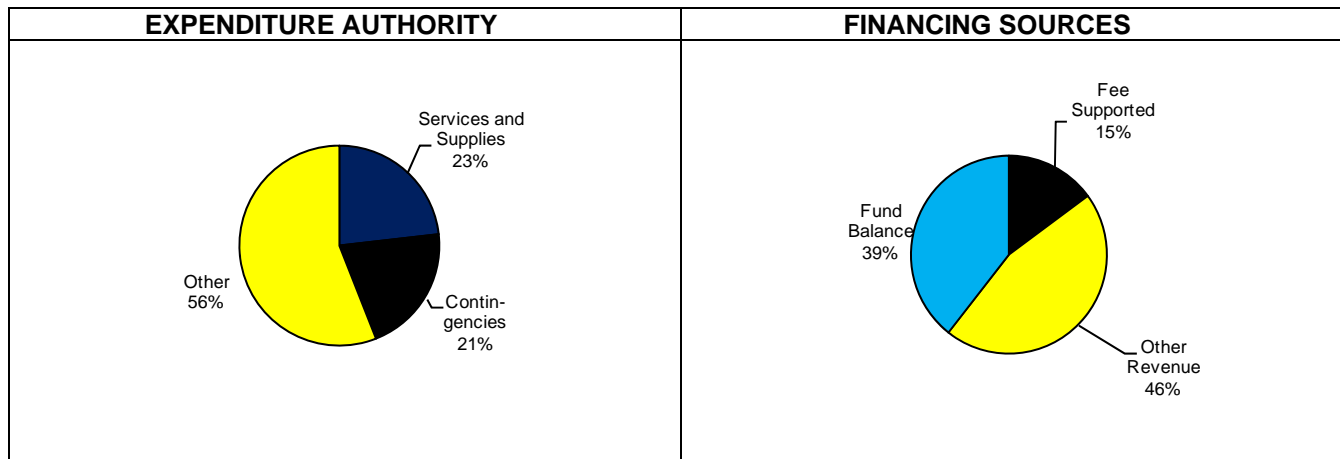 EXPENDITURE AUTHORITY
Services and
Supplies
23%
Contin-
gencies
21%
Other
56%
FINANCING SOURCES
Fee
Supported
15%
Other
Revenue
46%
Fund
Balance
39%